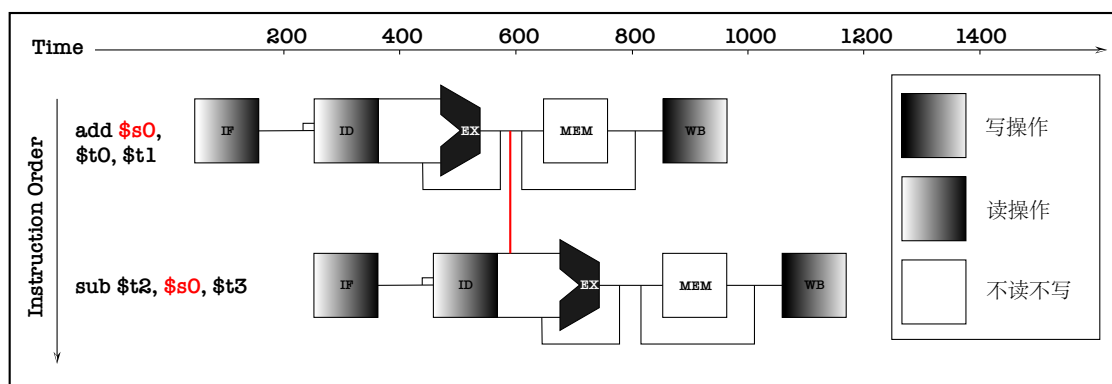 Time 200 400 600 800 1000 1200 1400
Instruction Order
add $s0,
$t0, $t1
IF ID EX MEM WB
sub $t2, $s0, $t3
IF ID EX MEM WB
写操作
读操作
不读不写